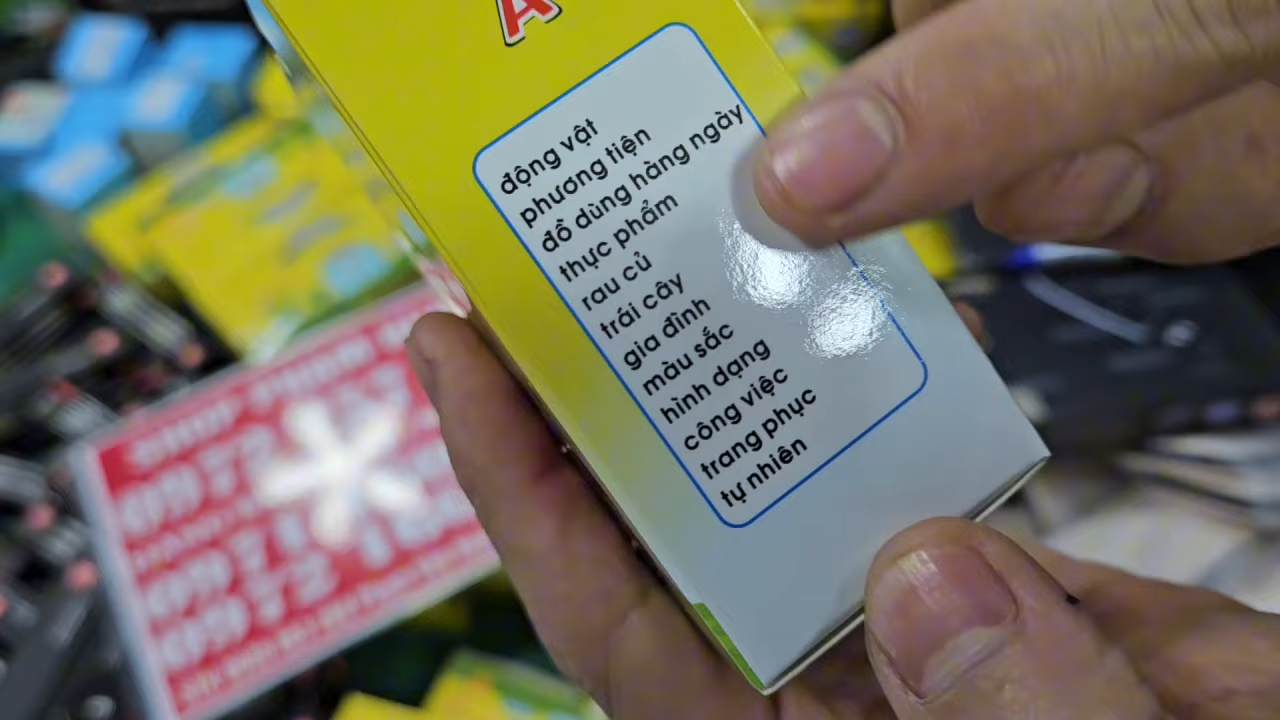 A
động vật
phương tiện
đồ dùng hàng ngày
thực phẩm
rau củ
trái cây
gia đình
màu sắc
hình dạng
công việc
trang phục
tự nhiên